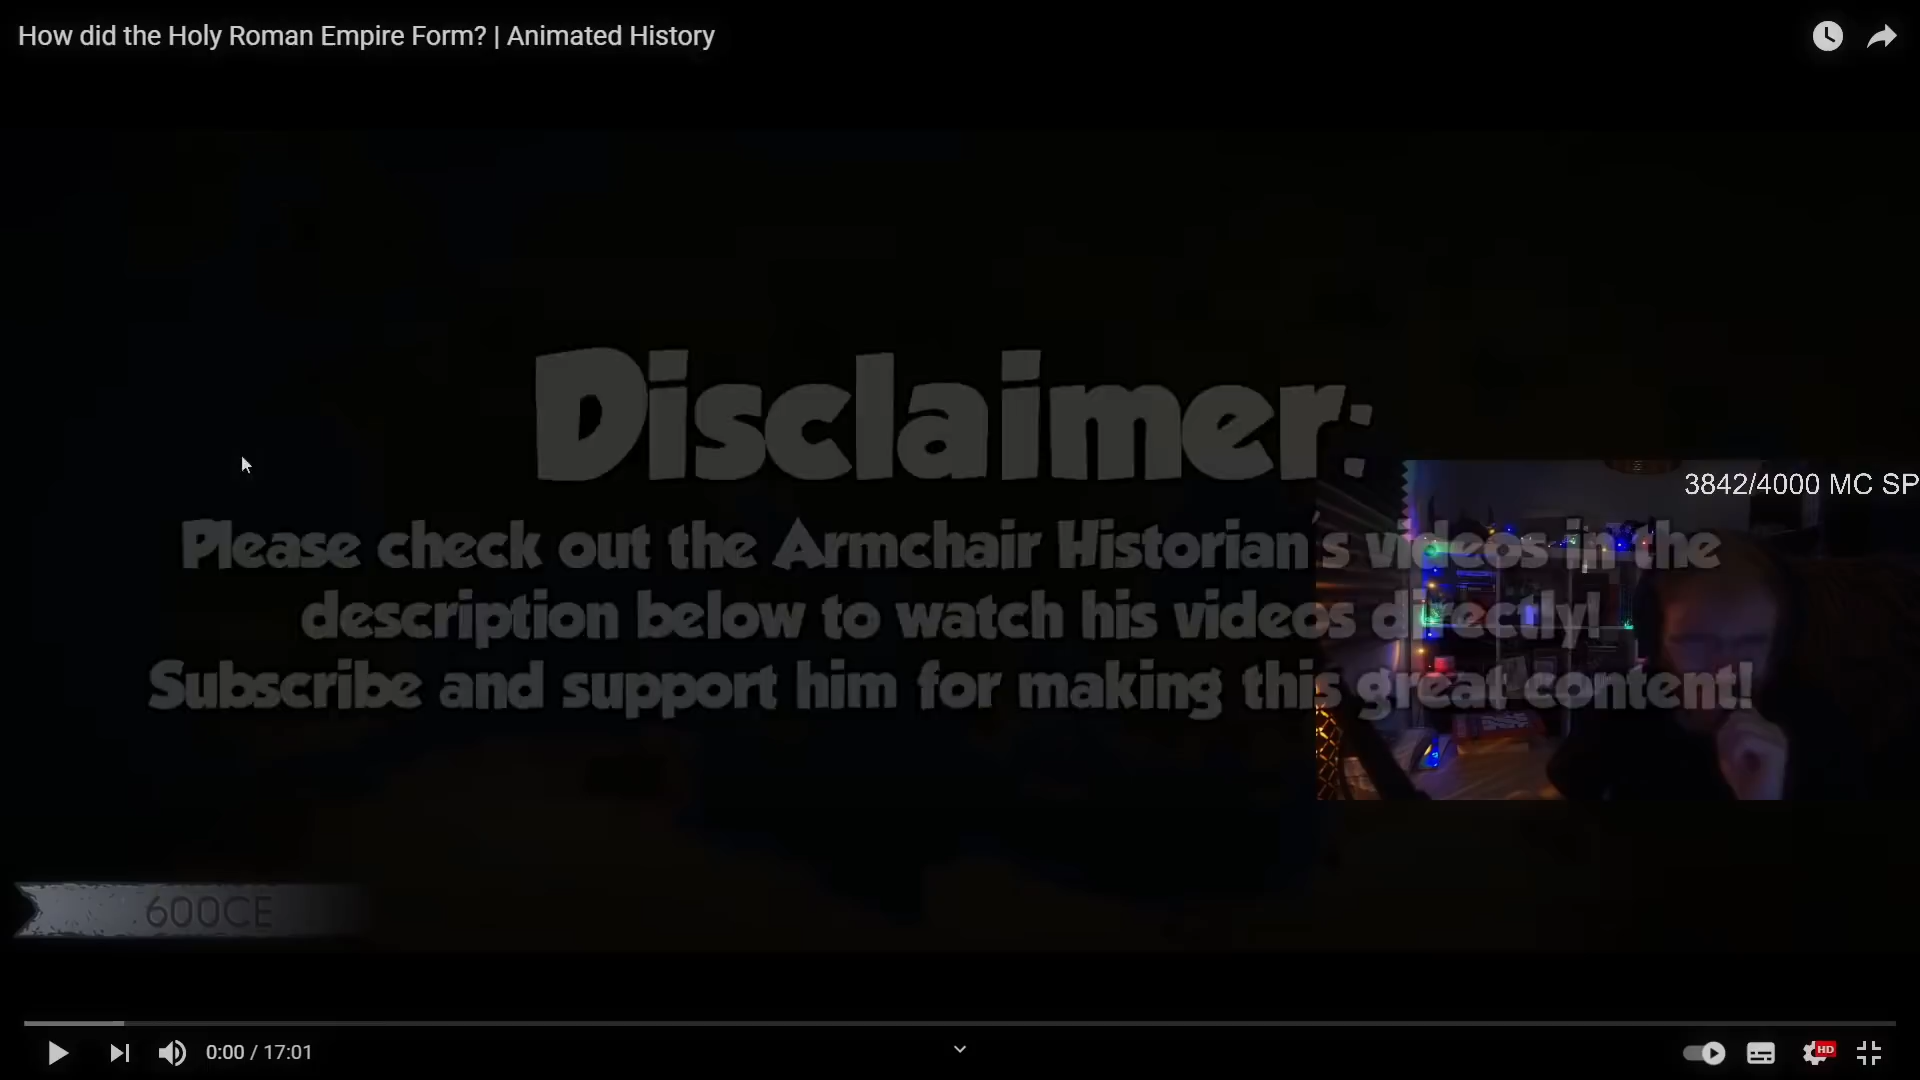 How did the Holy Roman Empire Form? | Animated History
Disclaimer:
3842/4000 MC SP
Please check out the Armchair Historian's videos in the
description below to watch his videos directly!
Subscribe and support him for making this great content!
600CE
0:00 / 17:01
HD